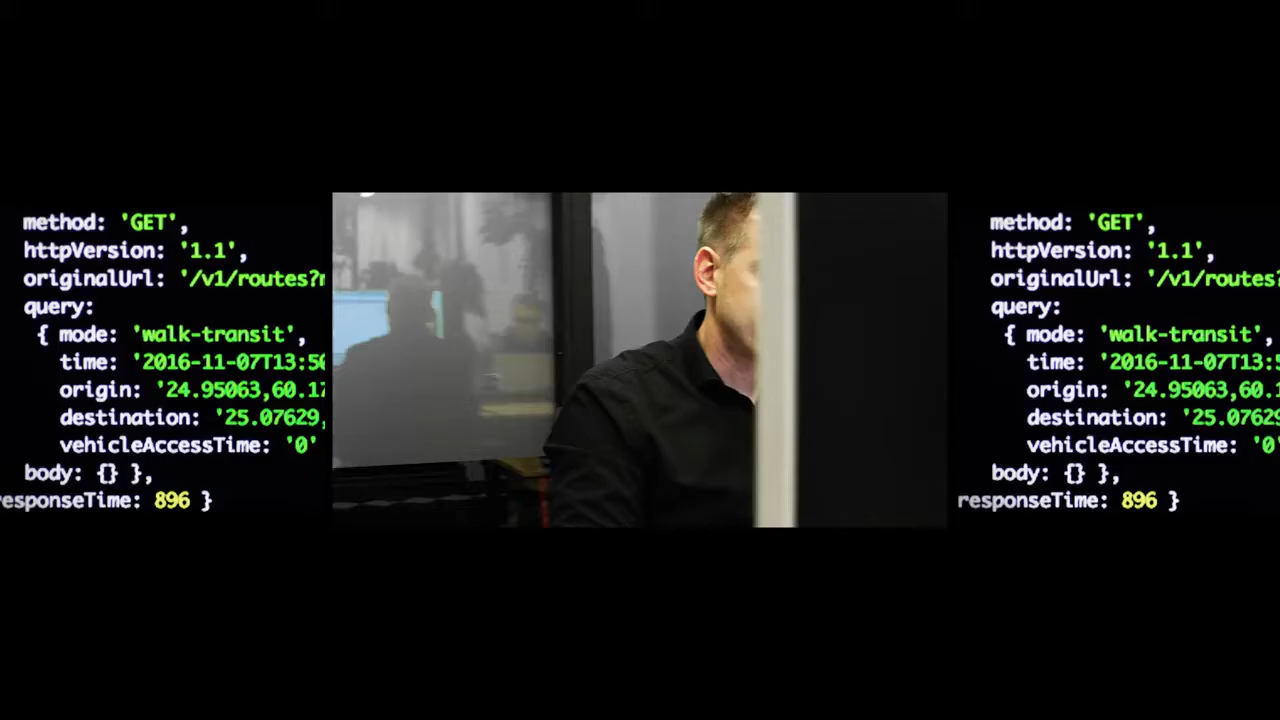 method: 'GET',
httpVersion: '1.1',
originalUrl: '/v1/routes?
query:
{ mode: 'walk-transit',
time: '2016-11-07T13:50
origin: '24.95063,60.17
destination: '25.07629,
vehicleAccessTime: '0'
body: {} },
responseTime: 896 }
method: 'GET',
httpVersion: '1.1',
originalUrl: '/v1/routes?
query:
{ mode: 'walk-transit',
time: '2016-11-07T13:5
origin: '24.95063,60.1
destination: '25.07629
vehicleAccessTime: '0'
body: {} },
responseTime: 896 }